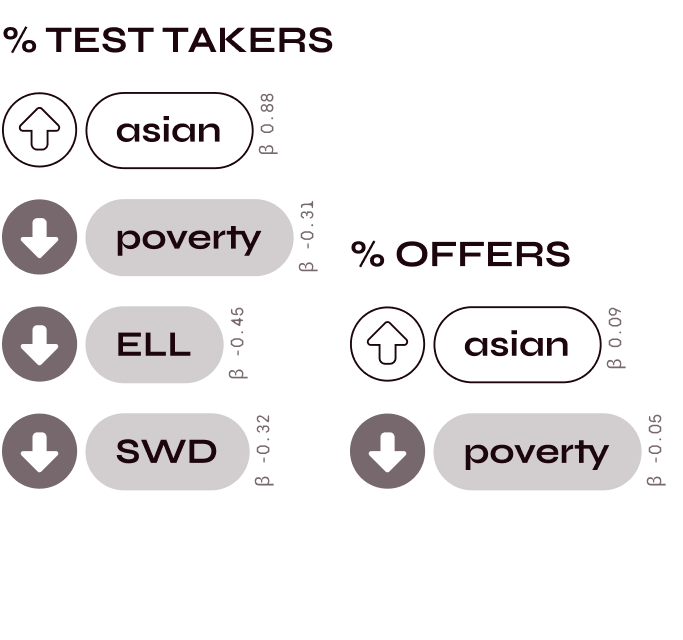 % TEST TAKERS
asian
β 0.88
poverty
β -0.31
ELL
β -0.45
SWD
β -0.32
% OFFERS
asian
β 0.09
poverty
β -0.05